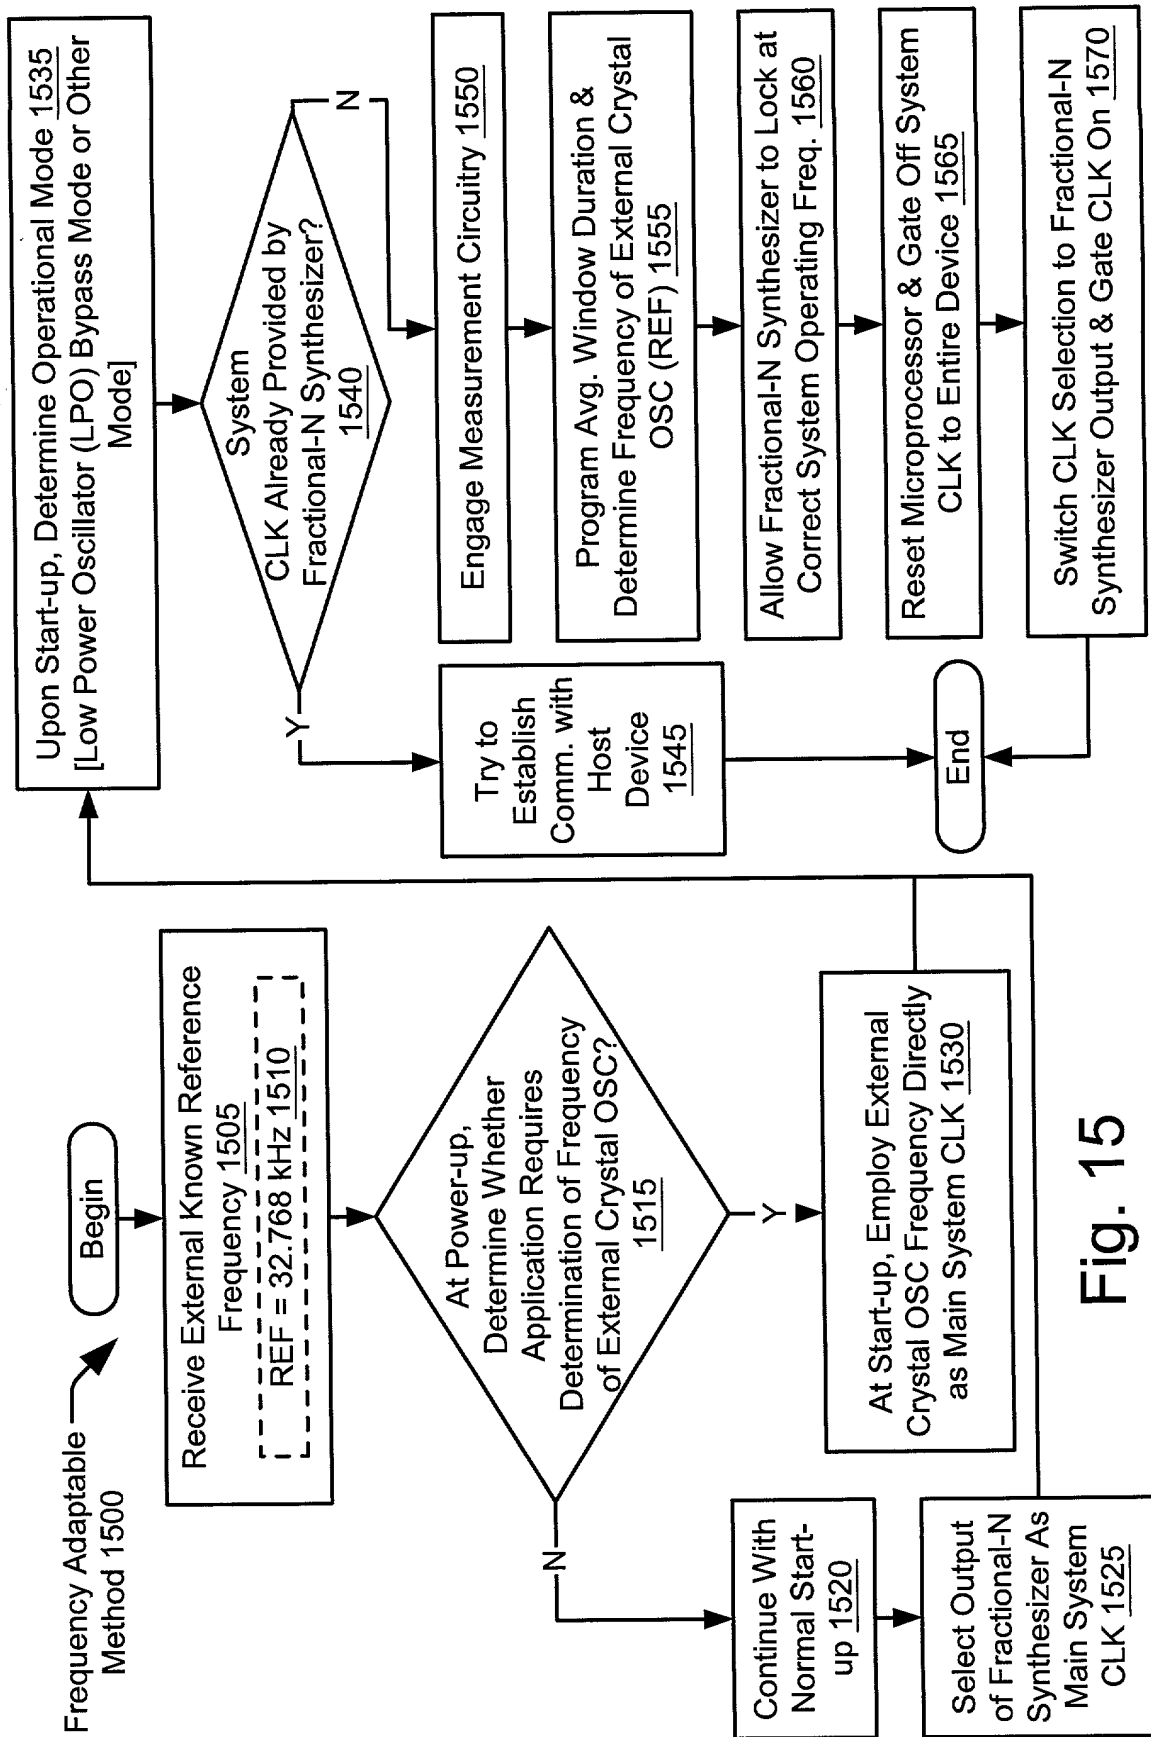 Frequency Adaptable
Method 1500
Begin
Receive External Known Reference
Frequency 1505
REF = 32.768 kHz 1510
At Power-up,
Determine Whether
Application Requires
Determination of Frequency
of External Crystal OSC?
1515
N
Y
Continue With
Normal Start-
up 1520
Select Output
of Fractional-N
Synthesizer As
Main System
CLK 1525
At Start-up, Employ External
Crystal OSC Frequency Directly
as Main System CLK 1530
Upon Start-up, Determine Operational Mode 1535
[Low Power Oscillator (LPO) Bypass Mode or Other
Mode]
System
CLK Already Provided by
Fractional-N Synthesizer?
1540
Y
N
Try to
Establish
Comm. with
Host
Device
1545
Engage Measurement Circuitry 1550
Program Avg. Window Duration &
Determine Frequency of External Crystal
OSC (REF) 1555
Allow Fractional-N Synthesizer to Lock at
Correct System Operating Freq. 1560
Reset Microprocessor & Gate Off System
CLK to Entire Device 1565
Switch CLK Selection to Fractional-N
Synthesizer Output & Gate CLK On 1570
End
Fig. 15